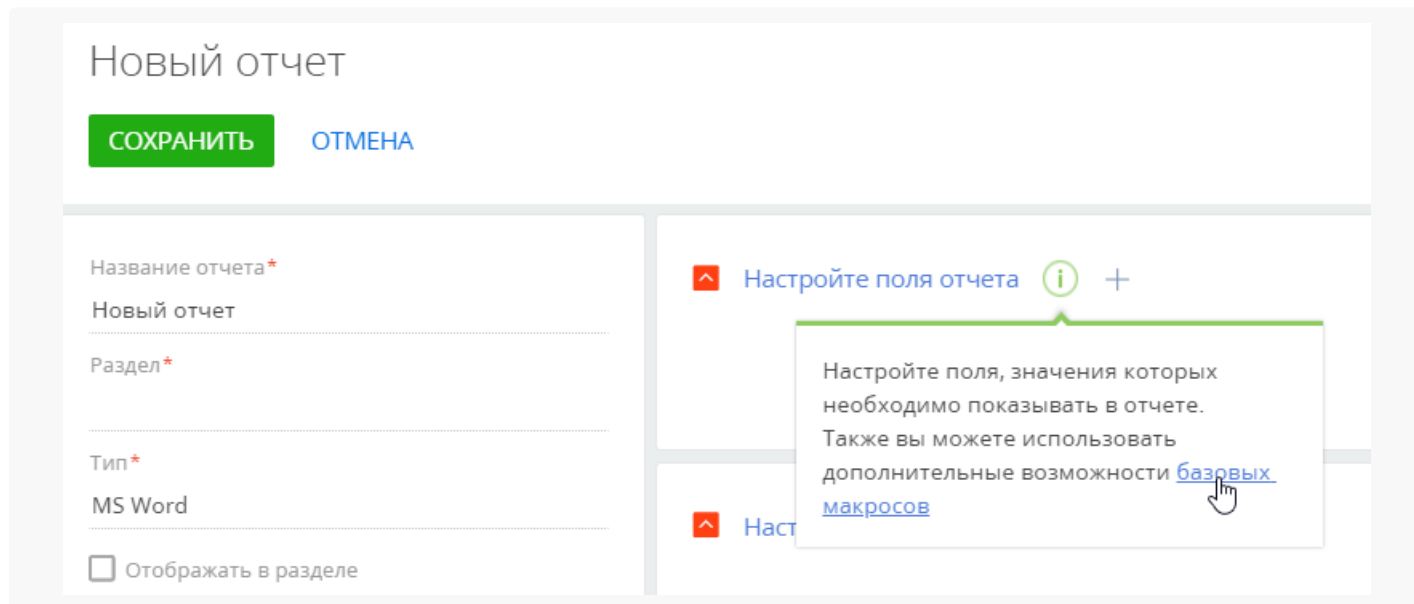 Новый отчет
СОХРАНИТЬ ОТМЕНА
Название отчета*
Новый отчет
Раздел*
Тип*
MS Word
Отображать в разделе
Настройте поля отчета i +
Настройте поля, значения которых
необходимо показывать в отчете.
Также вы можете использовать
дополнительные возможности базовых
макросов
Наст